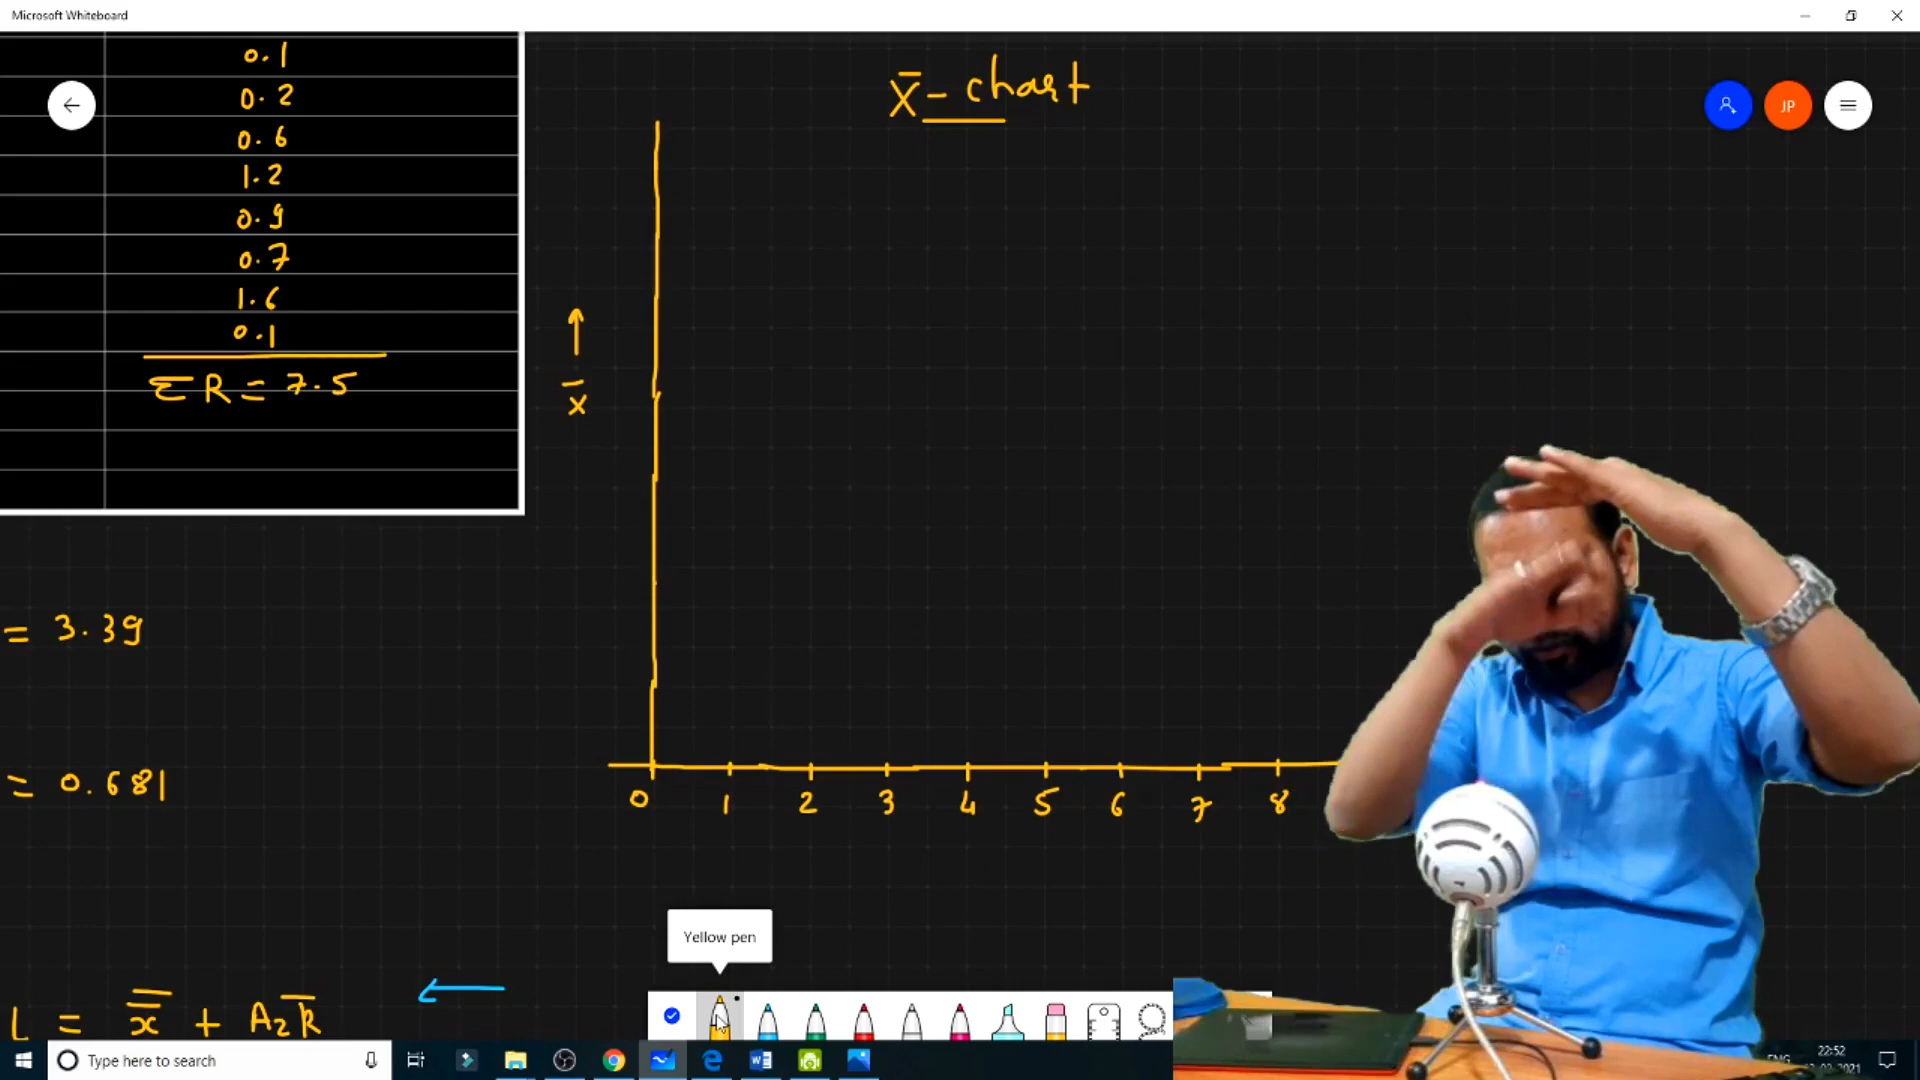 Microsoft Whiteboard
0.1
0.2
0.6
1.2
0.9
0.7
1.6
0.1
ΣR = 7.5
= 3.39
= 0.681
L = x̿ + A₂R̅
X̄ - chart
x̄
0 1 2 3 4 5 6 7 8
JP
Yellow pen
Type here to search
ENG
22:52